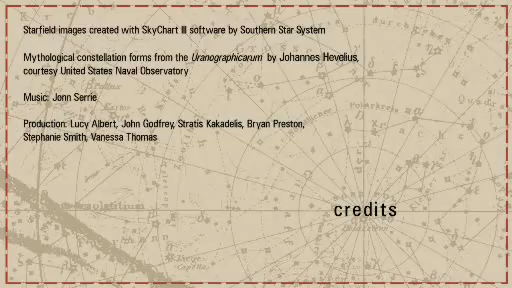 Starfield images created with SkyChart III software by Southern Star System
Mythological constellation forms from the Uranographicarum by Johannes Hevelius,
courtesy United States Naval Observatory
Music: Jonn Serrie
Production: Lucy Albert, John Godfrey, Stratis Kakadelis, Bryan Preston,
Stephanie Smith, Vanessa Thomas
Polarkreis
credits